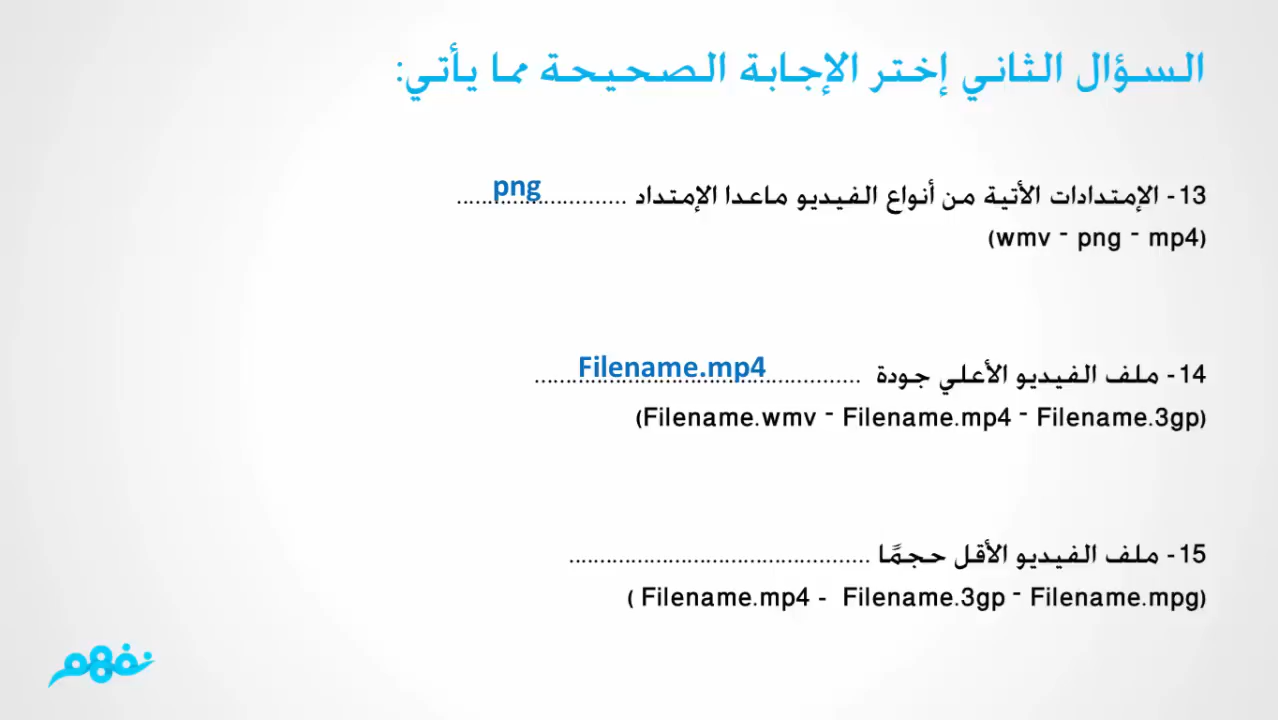 السؤال الثاني إختر الإجابة الصحيحة مما يأتي:
13- الإمتدادات الأتية من أنواع الفيديو ماعدا الإمتداد ...........png...............
(wmv - png - mp4)
14- ملف الفيديو الأعلي جودة ...........Filename.mp4...............
(Filename.wmv - Filename.mp4 - Filename.3gp)
15- ملف الفيديو الأقل حجمًا ............................................
( Filename.mp4 - Filename.3gp - Filename.mpg)
نفهم